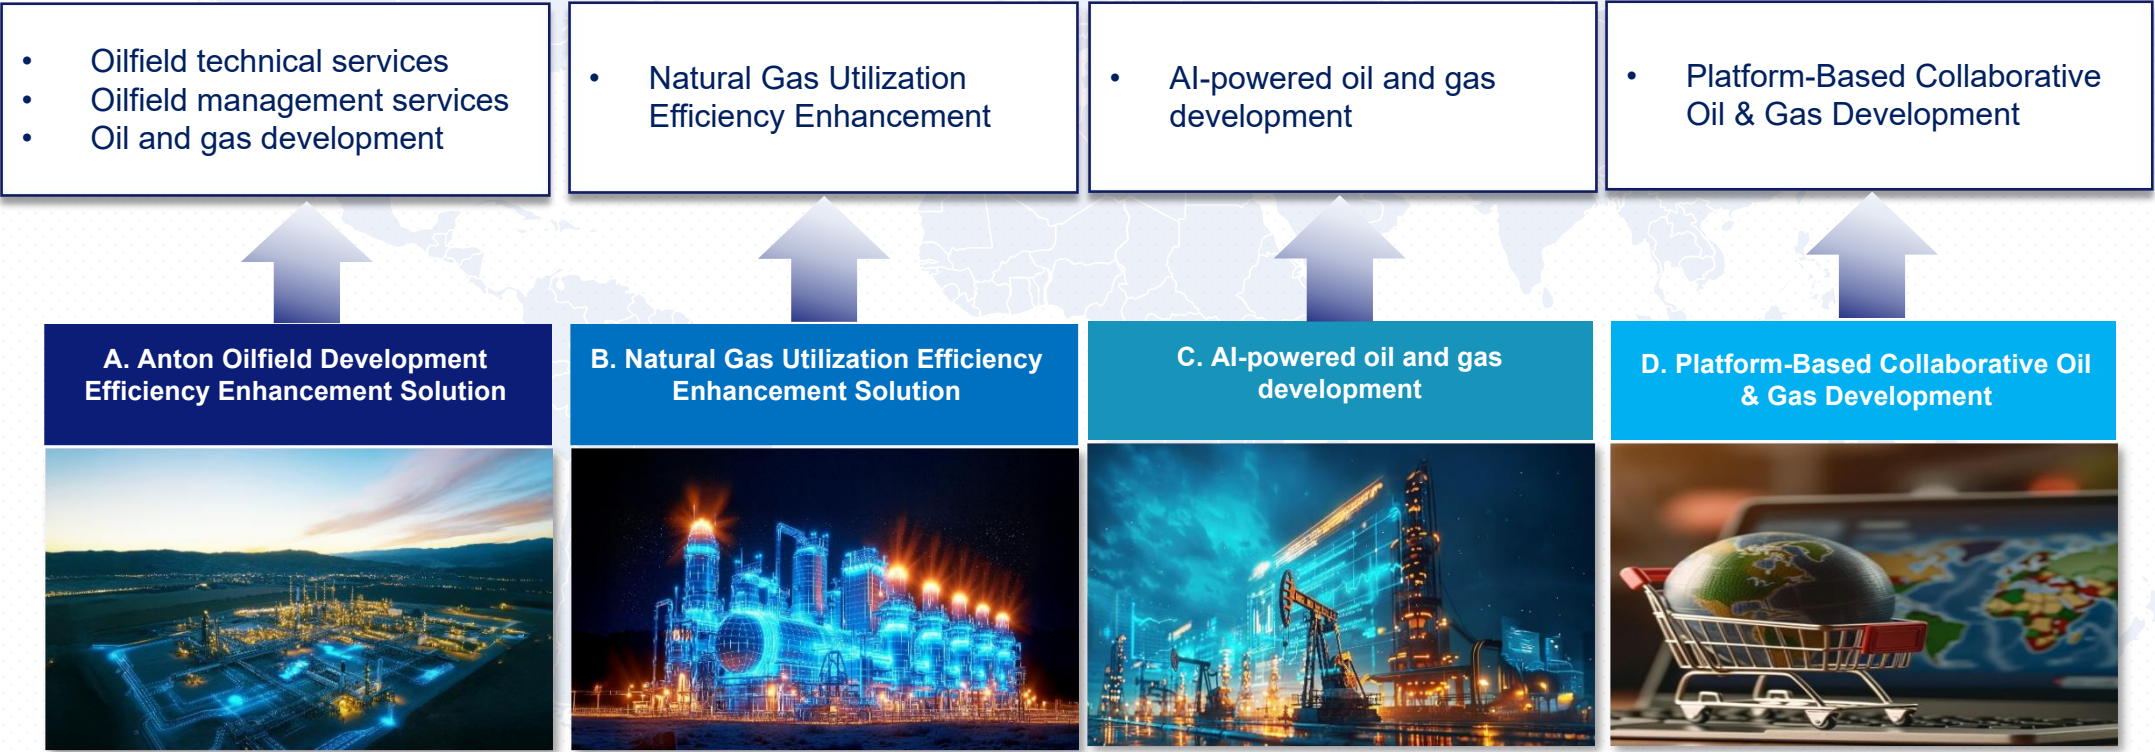 • Oilfield technical services
• Oilfield management services
• Oil and gas development
• Natural Gas Utilization
Efficiency Enhancement
• AI-powered oil and gas
development
• Platform-Based Collaborative
Oil & Gas Development
A. Anton Oilfield Development
Efficiency Enhancement Solution
B. Natural Gas Utilization Efficiency
Enhancement Solution
C. AI-powered oil and gas
development
D. Platform-Based Collaborative Oil
& Gas Development